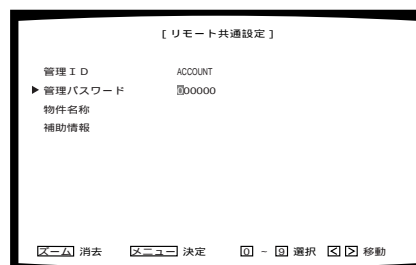 [ リモート共通設定 ]
管理ＩＤ ACCOUNT
▶ 管理パスワード 000000
物件名称
補助情報
ズーム 消去 メニュー 決定 0 ~ 9 選択 < > 移動